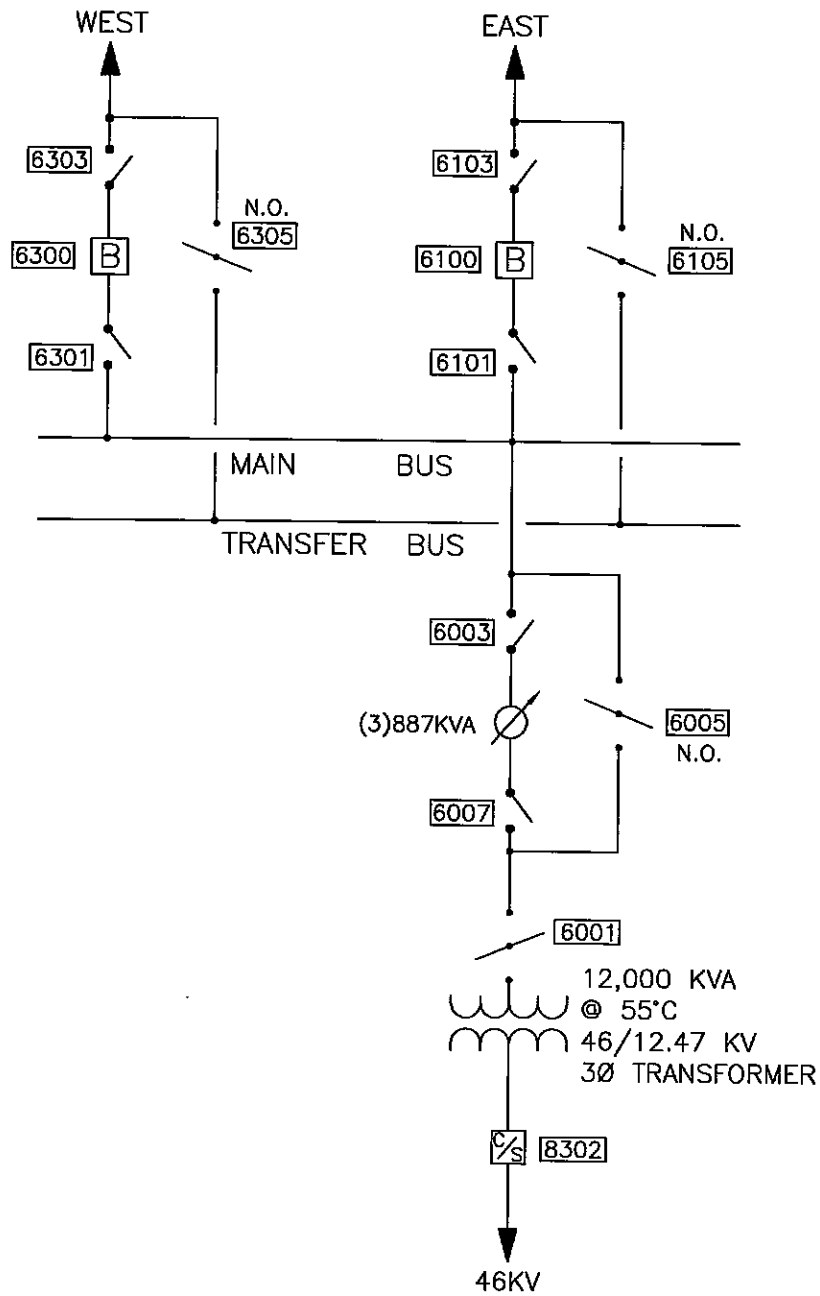 WEST
EAST
6303
6103
N.O.
6305
N.O.
6105
6300
B
6100
B
6301
6101
MAIN BUS
TRANSFER BUS
6003
(3)887KVA
6005
N.O.
6007
6001
12,000 KVA
@ 55°C
46/12.47 KV
3Ø TRANSFORMER
C/S
8302
46KV